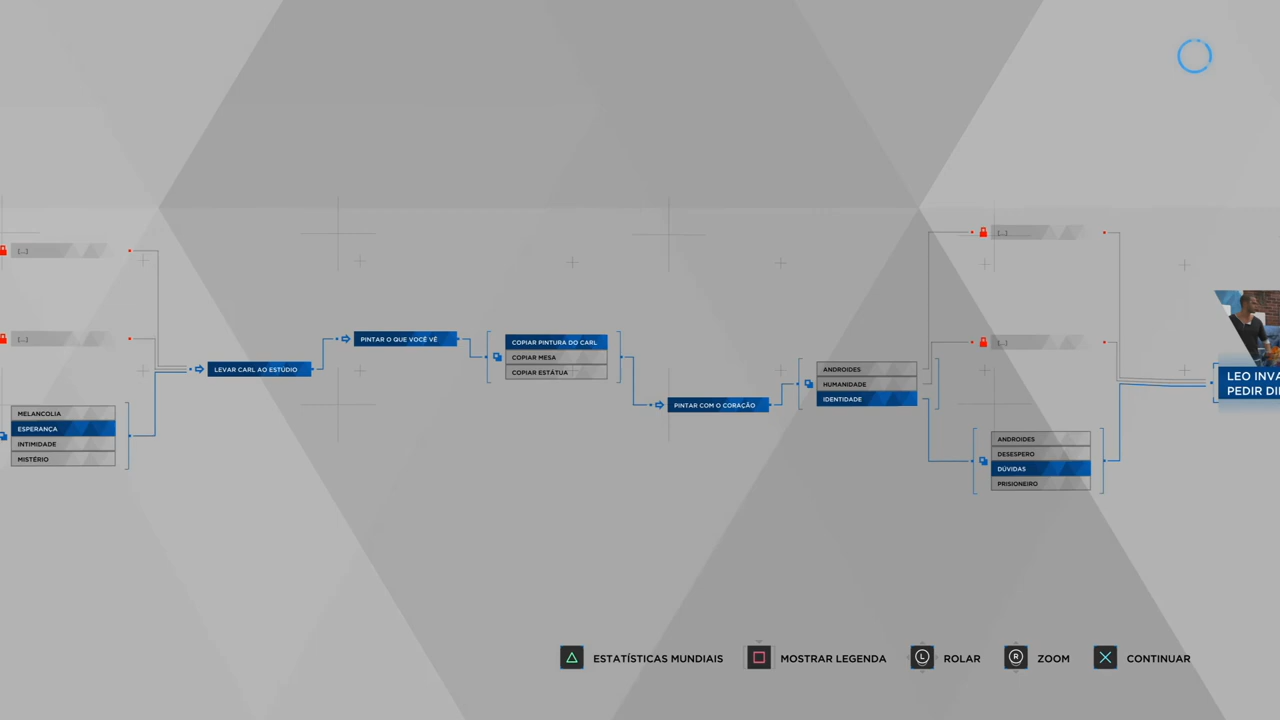 [...]
[...]
MELANCOLIA
ESPERANÇA
INTIMIDADE
MISTÉRIO
LEVAR CARL AO ESTÚDIO
PINTAR O QUE VOCÊ VÊ
COPIAR PINTURA DO CARL
COPIAR MESA
COPIAR ESTÁTUA
PINTAR COM O CORAÇÃO
ANDROIDES
HUMANIDADE
IDENTIDADE
[...]
[...]
ANDROIDES
DESESPERO
DÚVIDAS
PRISIONEIRO
LEO INVA
PEDIR DI
ESTATÍSTICAS MUNDIAIS
MOSTRAR LEGENDA
L
ROLAR
R
ZOOM
CONTINUAR